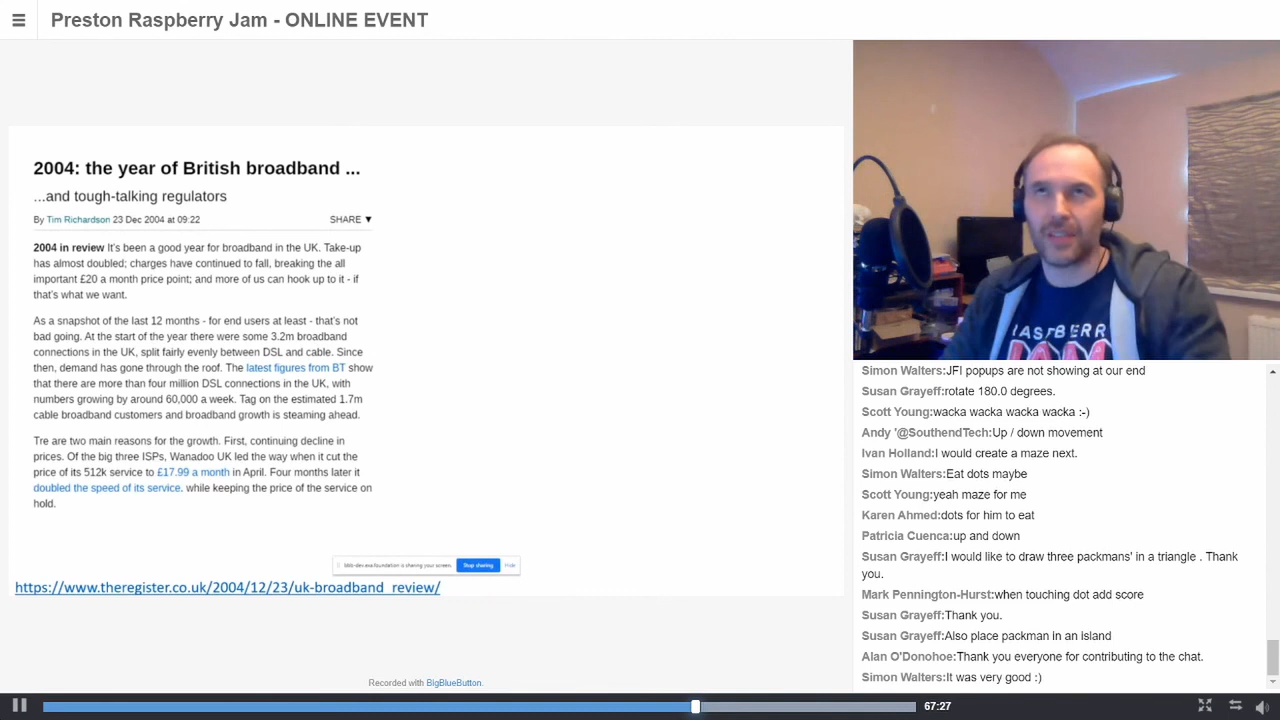 Preston Raspberry Jam - ONLINE EVENT
2004: the year of British broadband ...
...and tough-talking regulators
By Tim Richardson 23 Dec 2004 at 09:22
SHARE ▼
2004 in review It's been a good year for broadband in the UK. Take-up
has almost doubled; charges have continued to fall, breaking the all
important £20 a month price point; and more of us can hook up to it - if
that's what we want.
As a snapshot of the last 12 months - for end users at least - that's not
bad going. At the start of the year there were some 3.2m broadband
connections in the UK, split fairly evenly between DSL and cable. Since
then, demand has gone through the roof. The latest figures from BT show
that there are more than four million DSL connections in the UK, with
numbers growing by around 60,000 a week. Tag on the estimated 1.7m
cable broadband customers and broadband growth is steaming ahead.
Tre are two main reasons for the growth. First, continuing decline in
prices. Of the big three ISPs, Wanadoo UK led the way when it cut the
price of its 512k service to £17.99 a month in April. Four months later it
doubled the speed of its service. while keeping the price of the service on
hold.
is sharing your screen.
Stop sharing
Hide
https://www.theregister.co.uk/2004/12/23/uk-broadband_review/
Recorded with BigBlueButton.
Simon Walters:JFI popups are not showing at our end
Susan Grayeff:rotate 180.0 degrees.
Scott Young:wacka wacka wacka wacka :-)
Andy '@SouthendTech:Up / down movement
Ivan Holland:I would create a maze next.
Simon Walters:Eat dots maybe
Scott Young:yeah maze for me
Karen Ahmed:dots for him to eat
Patricia Cuenca:up and down
Susan Grayeff:I would like to draw three packmans' in a triangle . Thank
you.
Mark Pennington-Hurst:when touching dot add score
Susan Grayeff:Thank you.
Susan Grayeff:Also place packman in an island
Alan O'Donohoe:Thank you everyone for contributing to the chat.
Simon Walters:It was very good :)
67:27